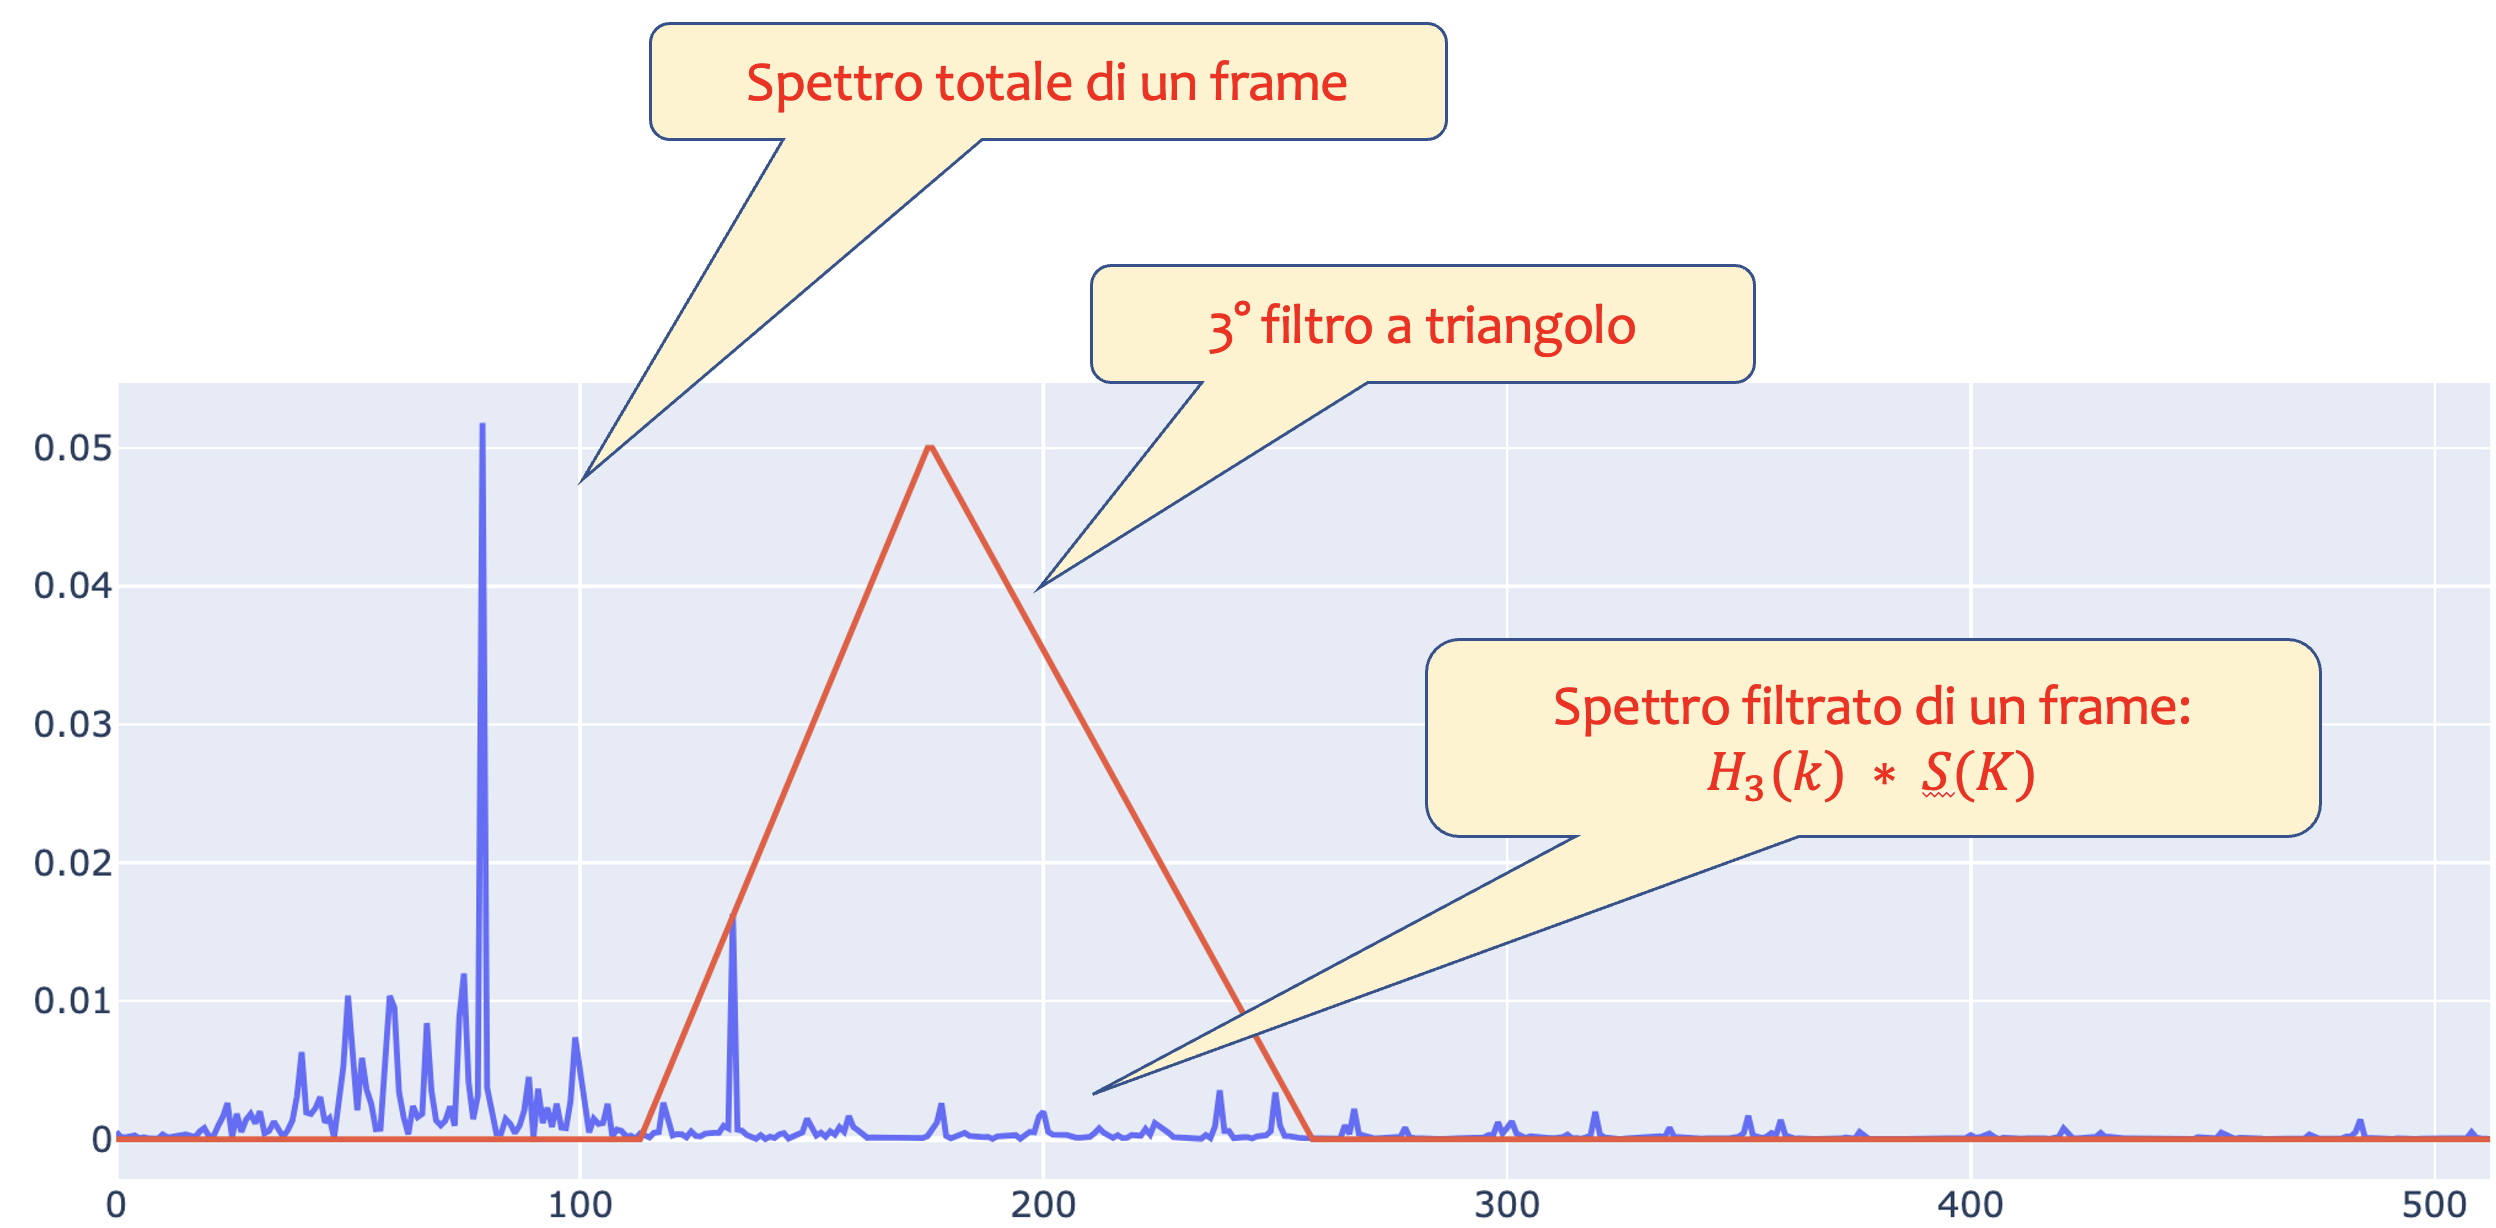 Spettro totale di un frame
3° filtro a triangolo
0.05
0.04
0.03
Spettro filtrato di un frame:
H₃(k) * S(K)
0.02
0.01
0
0 100 200 300 400 500